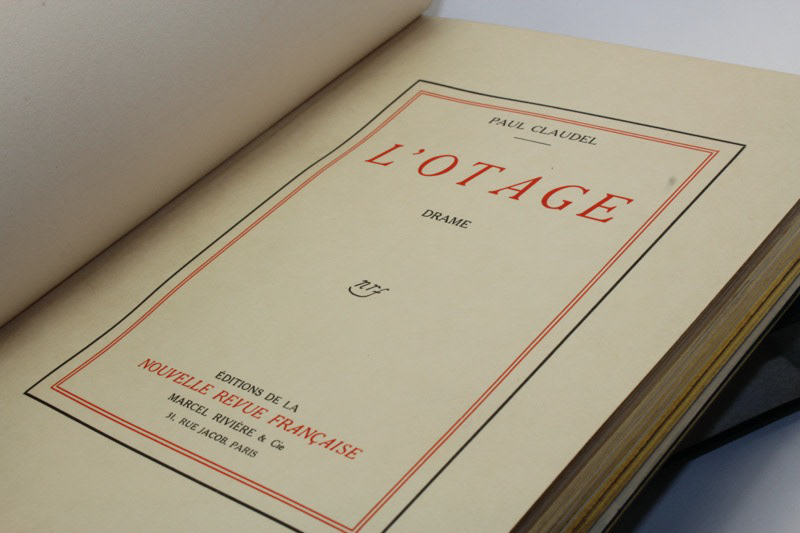 PAUL CLAUDEL
L'OTAGE
DRAME
nrf
ÉDITIONS DE LA
NOUVELLE REVUE FRANÇAISE
MARCEL RIVIÈRE & Cie
31, RUE JACOB, PARIS